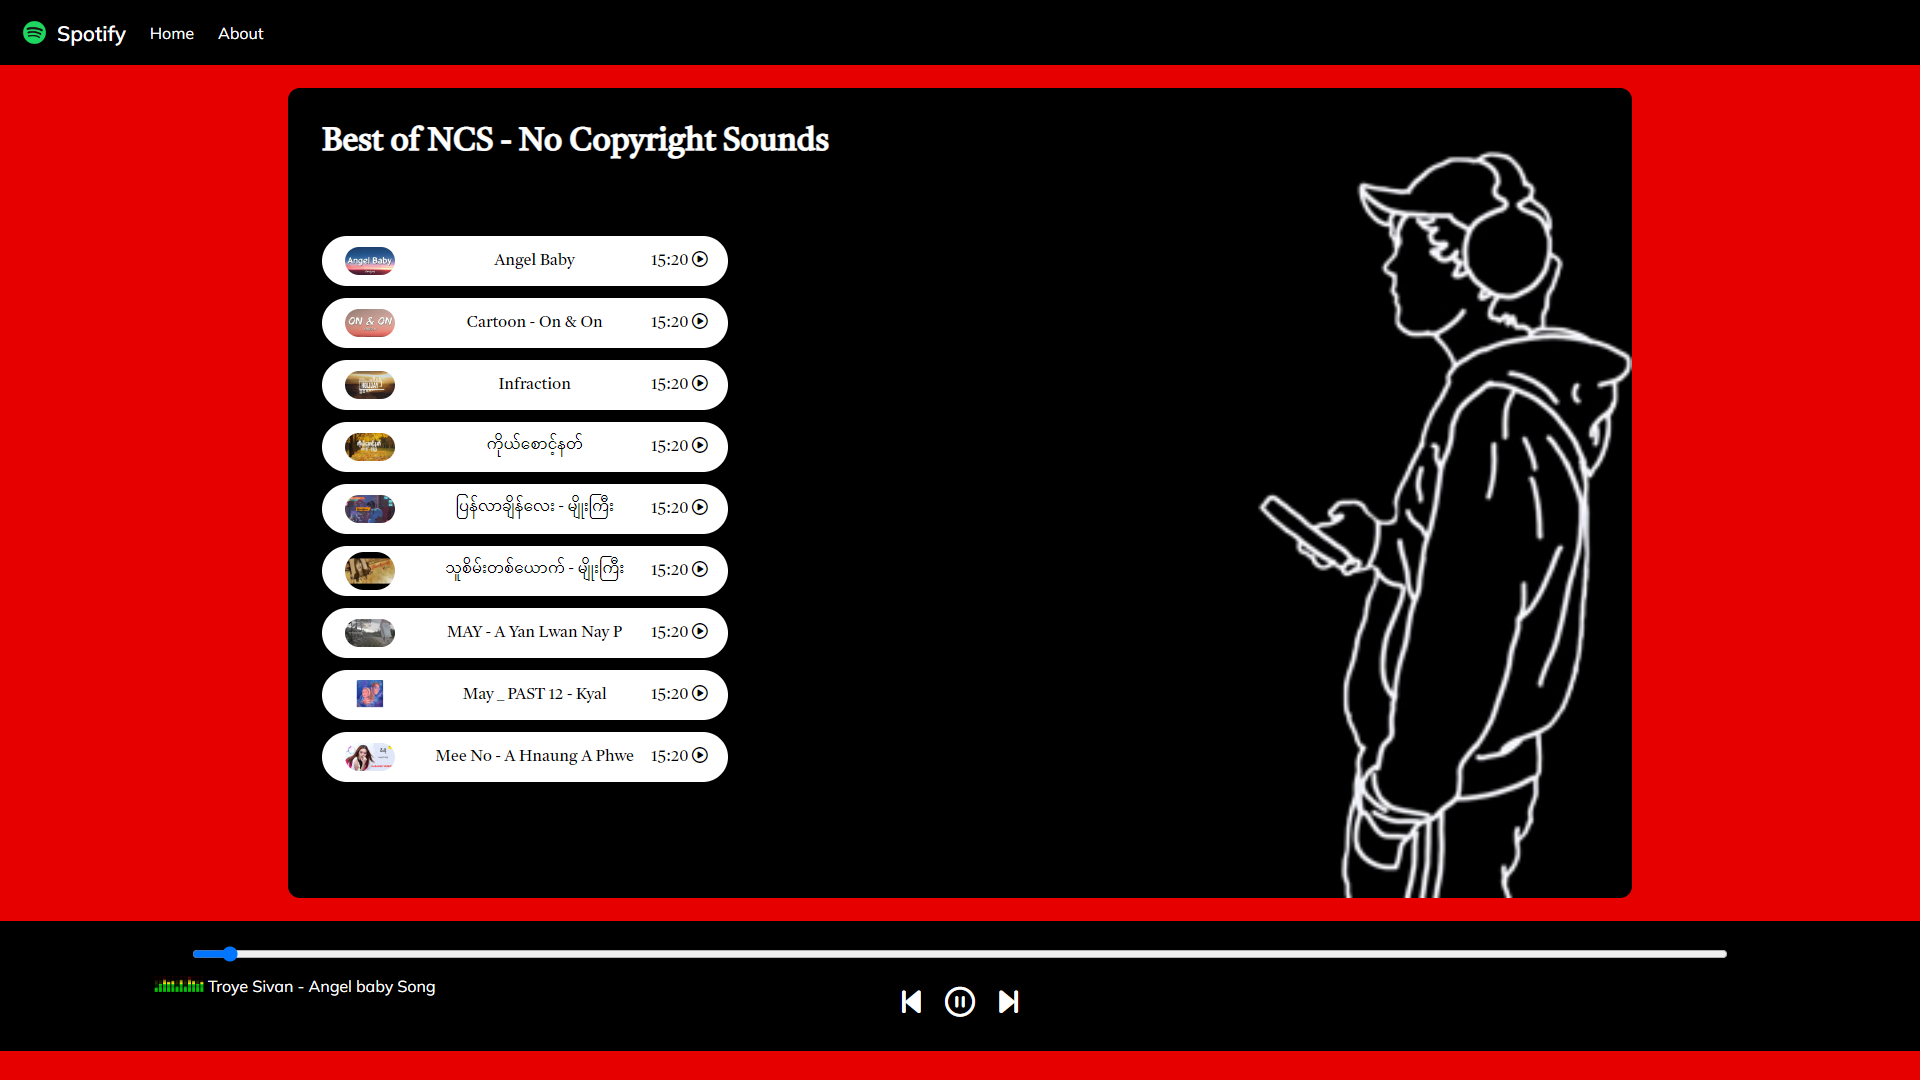 Spotify Home About
Best of NCS - No Copyright Sounds
Angel Baby Angel Baby 15:20
ON & ON Cartoon - On & On 15:20
Infraction 15:20
ကိုယ်စောင့်နတ် 15:20
ပြန်လာချိန်လေး - မျိုးကြီး 15:20
သူစိမ်းတစ်ယောက် - မျိုးကြီး 15:20
MAY - A Yan Lwan Nay P 15:20
May _ PAST 12 - Kyal 15:20
Mee No - A Hnaung A Phwe 15:20
Troye Sivan - Angel baby Song